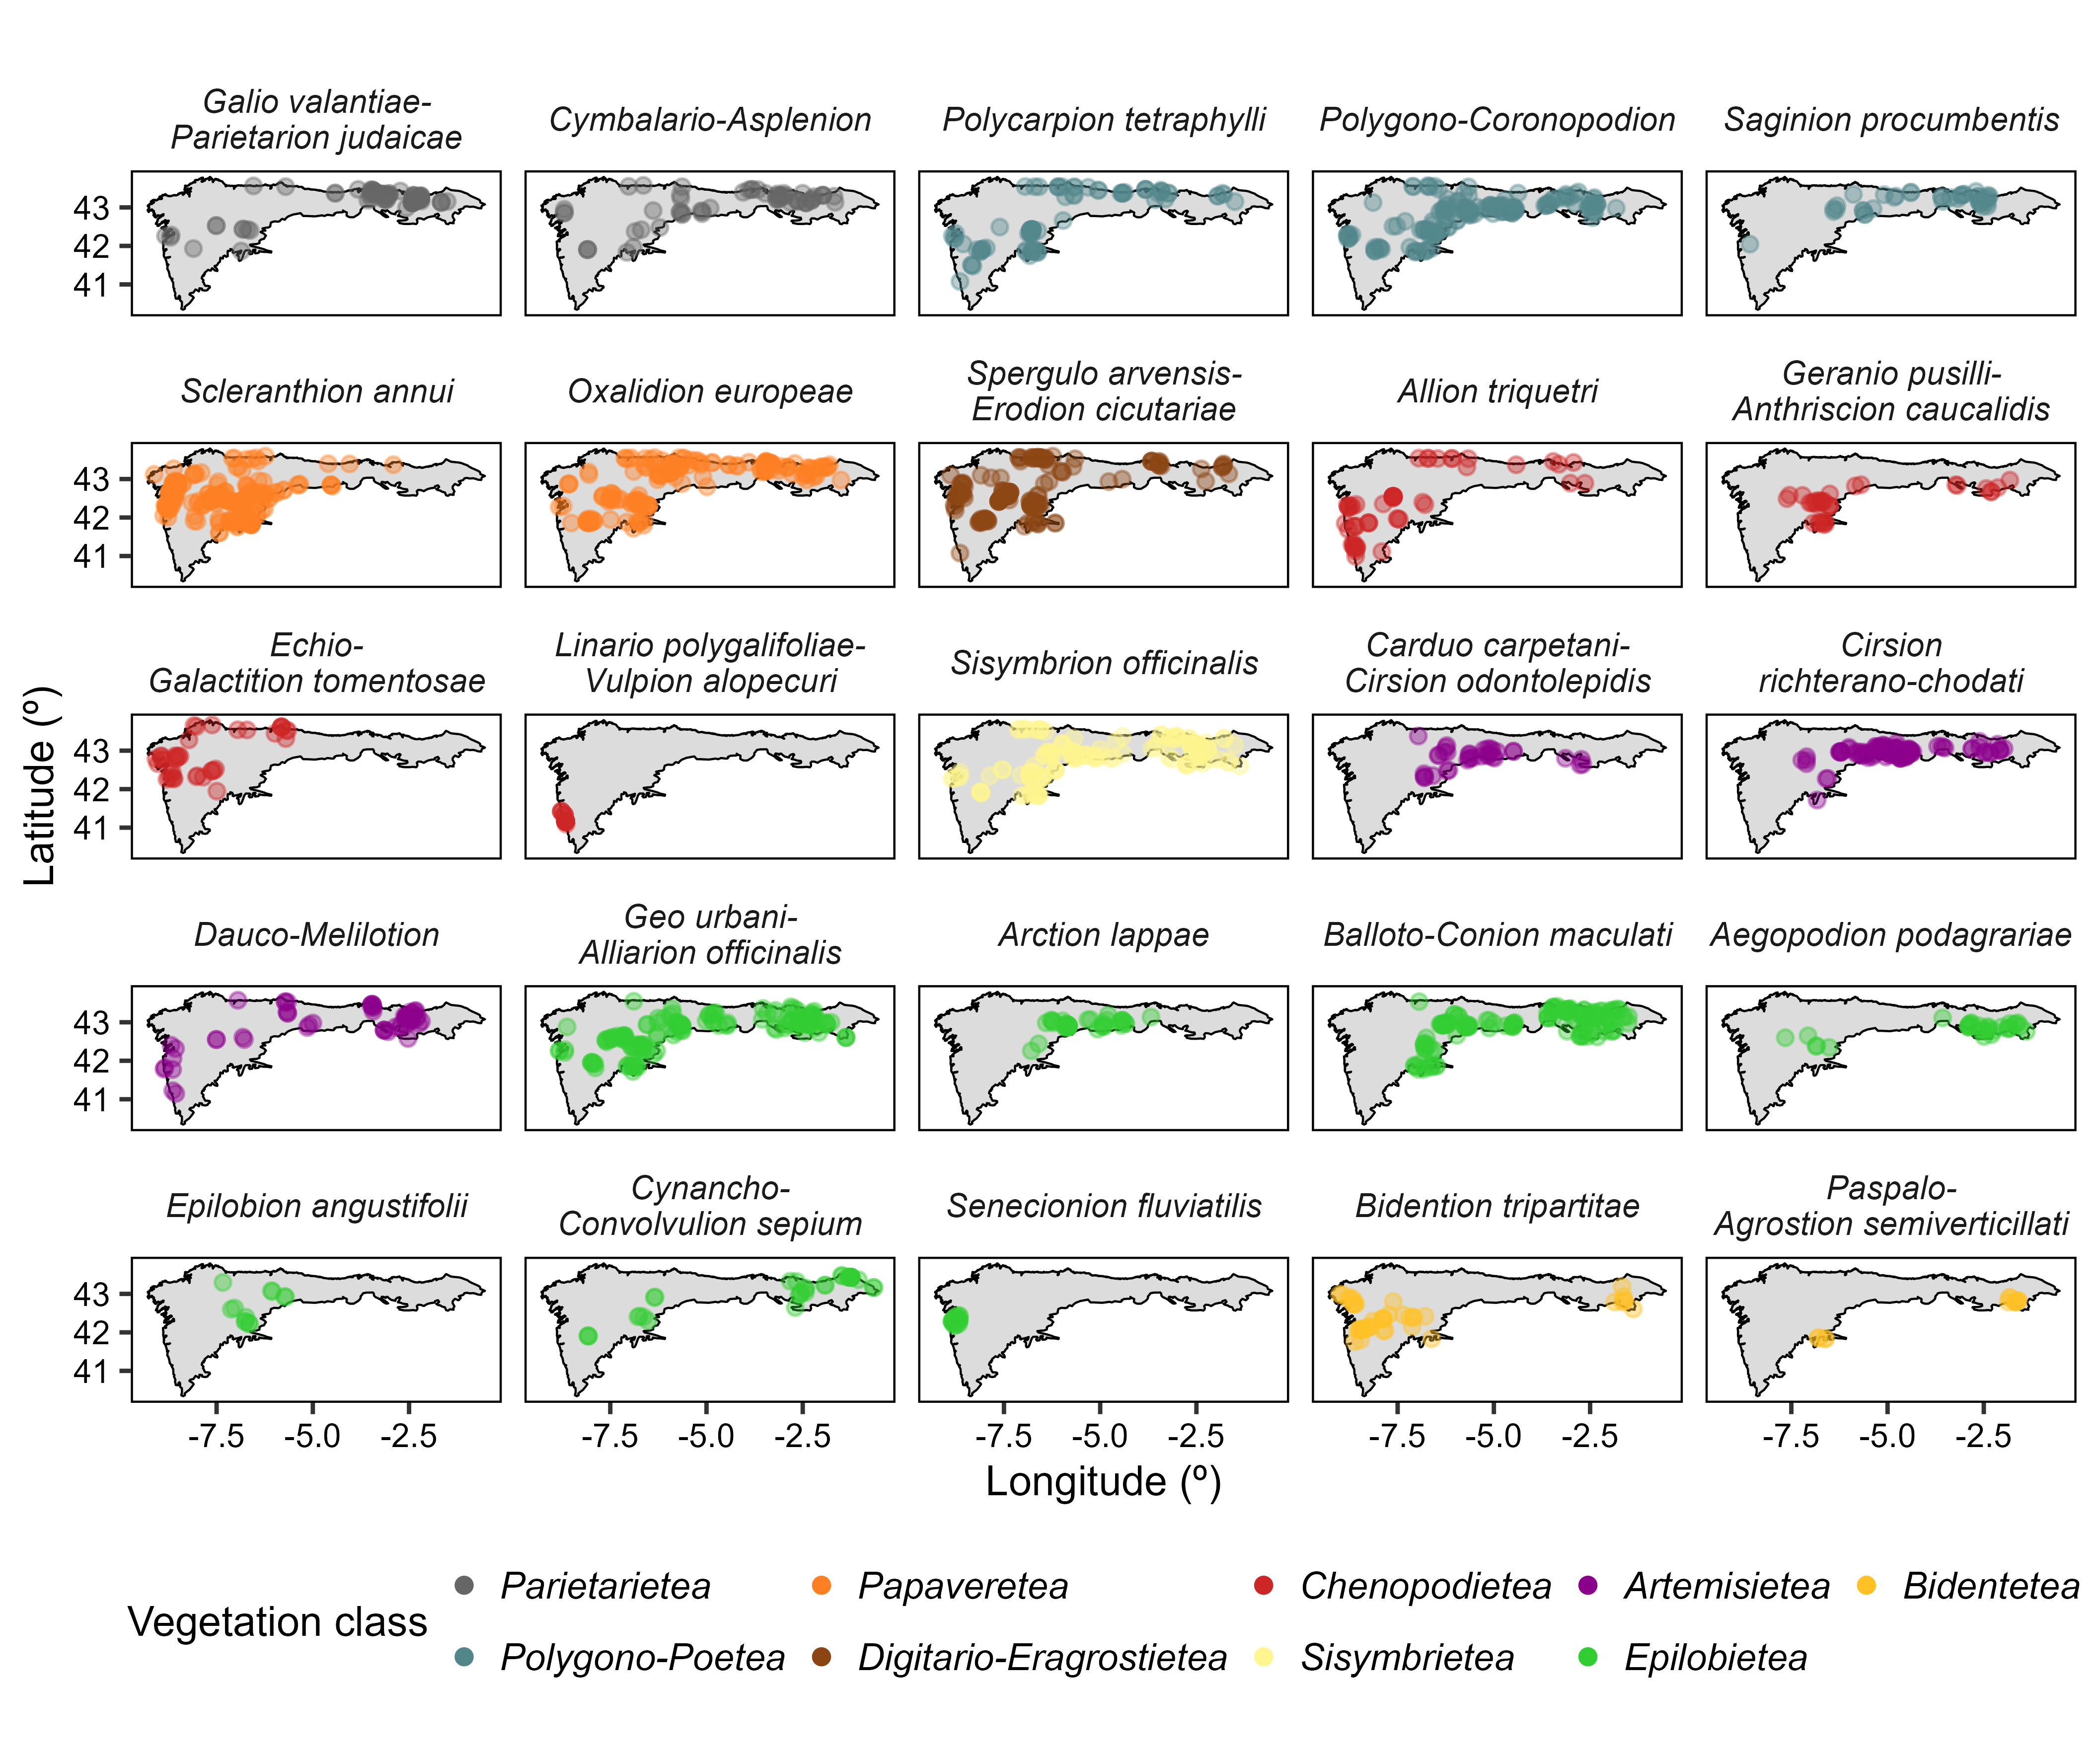 Galio valantiae-
Parietarion judaicae
Cymbalario-Asplenion
Polycarpion tetraphylli
Polygono-Coronopodion
Saginion procumbentis
43
42
41
Scleranthion annui
Oxalidion europeae
Spergulo arvensis-
Erodion cicutariae
Allion triquetri
Geranio pusilli-
Anthriscion caucalidis
43
42
41
Echio-
Galactition tomentosae
Linario polygalifoliae-
Vulpion alopecuri
Sisymbrion officinalis
Carduo carpetani-
Cirsion odontolepidis
Cirsion
richterano-chodati
43
42
41
Latitude (º)
Dauco-Melilotion
Geo urbani-
Alliarion officinalis
Arction lappae
Balloto-Conion maculati
Aegopodion podagrariae
43
42
41
Epilobion angustifolii
Cynancho-
Convolvulion sepium
Senecionion fluviatilis
Bidention tripartitae
Paspalo-
Agrostion semiverticillati
43
42
41
-7.5 -5.0 -2.5 -7.5 -5.0 -2.5 -7.5 -5.0 -2.5 -7.5 -5.0 -2.5 -7.5 -5.0 -2.5
Longitude (º)
Vegetation class
Parietarietea Papaveretea Chenopodietea Artemisietea Bidentetea
Polygono-Poetea Digitario-Eragrostietea Sisymbrietea Epilobietea